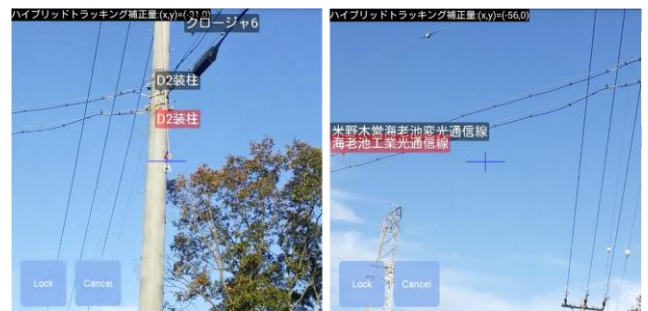 ハイブリッドトラッキング補正量:(x,y)=(-31,0)
クロージャ6
D2装柱
D2装柱
Lock
Cancel
ハイブリッドトラッキング補正量:(x,y)=(-56,0)
米野木営海老池変光通信線
海老池工業光通信線
Lock
Cancel